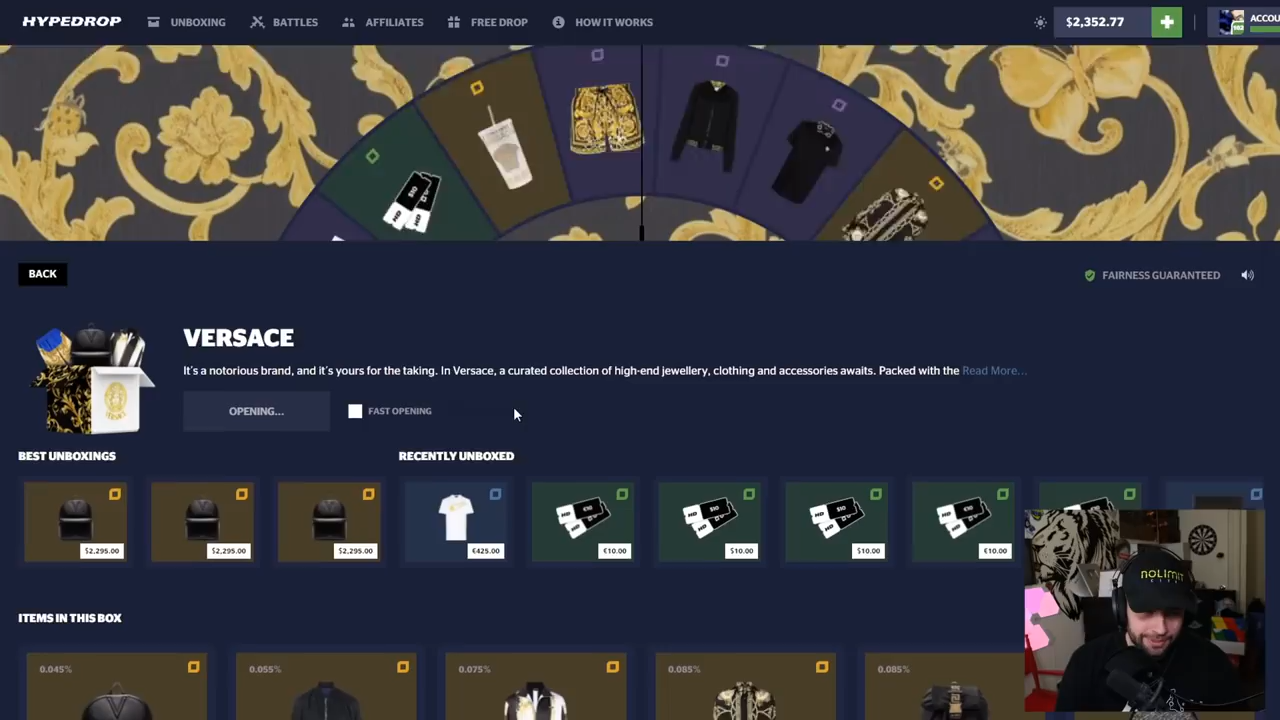 HYPEDROP
UNBOXING
BATTLES
AFFILIATES
FREE DROP
HOW IT WORKS
$2,352.77
ACCOU
BACK
FAIRNESS GUARANTEED
VERSACE
It's a notorious brand, and it's yours for the taking. In Versace, a curated collection of high-end jewellery, clothing and accessories awaits. Packed with the Read More...
OPENING...
FAST OPENING
BEST UNBOXINGS
RECENTLY UNBOXED
$2,295.00
$2,295.00
$2,295.00
€425.00
€10.00
$10.00
$10.00
€10.00
ITEMS IN THIS BOX
0.045%
0.055%
0.075%
0.085%
0.085%
NOLIMIT
CITY